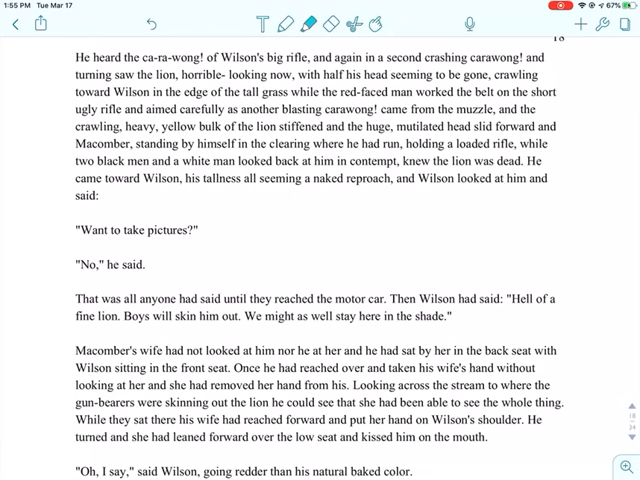 1:55 PM Tue Mar 17
67%
18
He heard the ca-ra-wong! of Wilson's big rifle, and again in a second crashing carawong! and
turning saw the lion, horrible- looking now, with half his head seeming to be gone, crawling
toward Wilson in the edge of the tall grass while the red-faced man worked the belt on the short
ugly rifle and aimed carefully as another blasting carawong! came from the muzzle, and the
crawling, heavy, yellow bulk of the lion stiffened and the huge, mutilated head slid forward and
Macomber, standing by himself in the clearing where he had run, holding a loaded rifle, while
two black men and a white man looked back at him in contempt, knew the lion was dead. He
came toward Wilson, his tallness all seeming a naked reproach, and Wilson looked at him and
said:
"Want to take pictures?"
"No," he said.
That was all anyone had said until they reached the motor car. Then Wilson had said: "Hell of a
fine lion. Boys will skin him out. We might as well stay here in the shade."
Macomber's wife had not looked at him nor he at her and he had sat by her in the back seat with
Wilson sitting in the front seat. Once he had reached over and taken his wife's hand without
looking at her and she had removed her hand from his. Looking across the stream to where the
gun-bearers were skinning out the lion he could see that she had been able to see the whole thing.
While they sat there his wife had reached forward and put her hand on Wilson's shoulder. He
turned and she had leaned forward over the low seat and kissed him on the mouth.
"Oh, I say," said Wilson, going redder than his natural baked color.
18
34